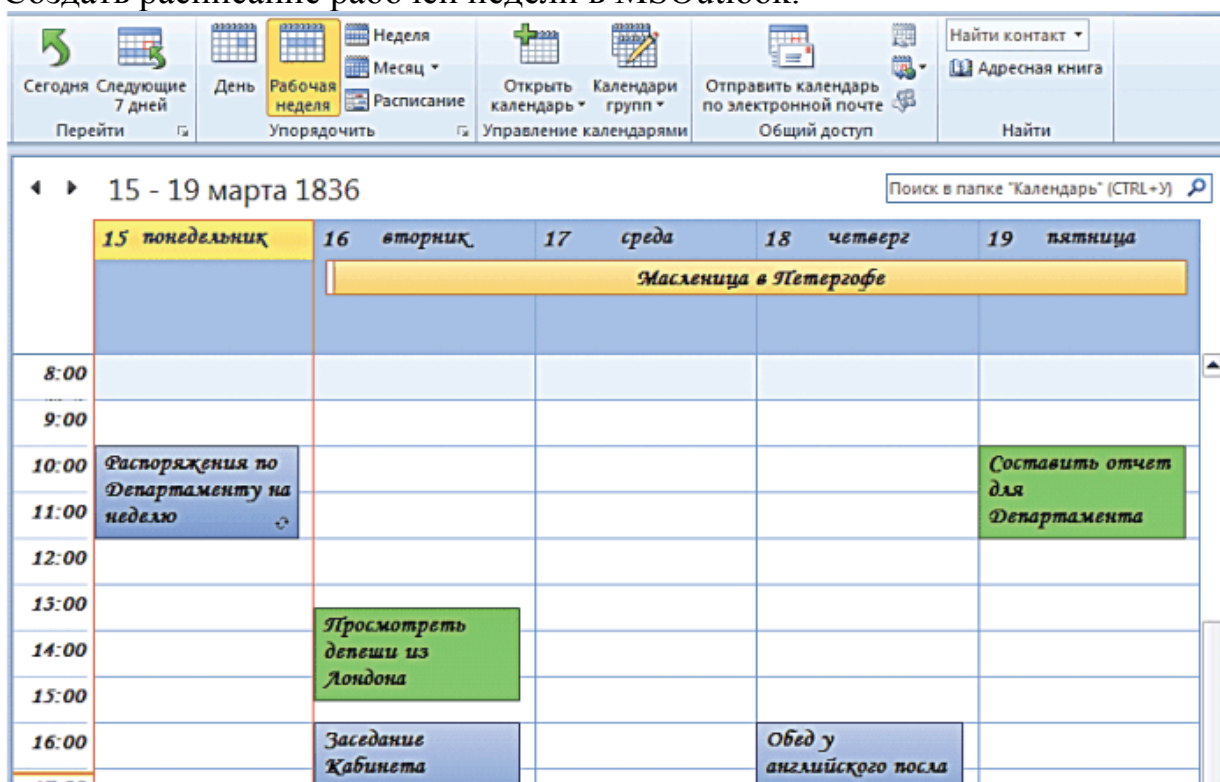 Создать расписание рабочей недели в MSOutlook.
Сегодня Следующие 7 дней
День Рабочая неделя
Неделя
Месяц
Расписание
Открыть календарь
Календари групп
Отправить календарь по электронной почте
Найти контакт
Адресная книга
Перейти
Упорядочить
Управление календарями
Общий доступ
Найти
15 - 19 марта 1836
Поиск в папке "Календарь" (CTRL+У)
15 понедельник
16 вторник
17 среда
18 четверг
19 пятница
Масленица в Петергофе
8:00
9:00
10:00
11:00
12:00
13:00
14:00
15:00
16:00
Распоряжения по
Департаменту на
неделю
Составить отчет
для
Департамента
Просмотреть
депеши из
Лондона
Заседание
Кабинета
Обед у
английского посла